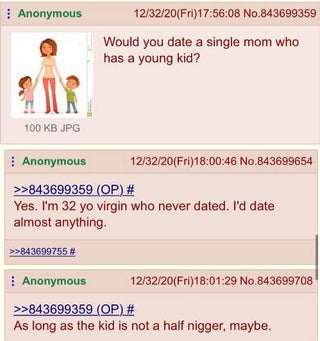 Anonymous 12/32/20(Fri)17:56:08 No.843699359
Would you date a single mom who
has a young kid?
100 KB JPG
Anonymous 12/32/20(Fri)18:00:46 No.843699654
>>843699359 (OP) #
Yes. I'm 32 yo virgin who never dated. I'd date
almost anything.
>>843699755 #
Anonymous 12/32/20(Fri)18:01:29 No.843699708
>>843699359 (OP) #
As long as the kid is not a half nigger, maybe.